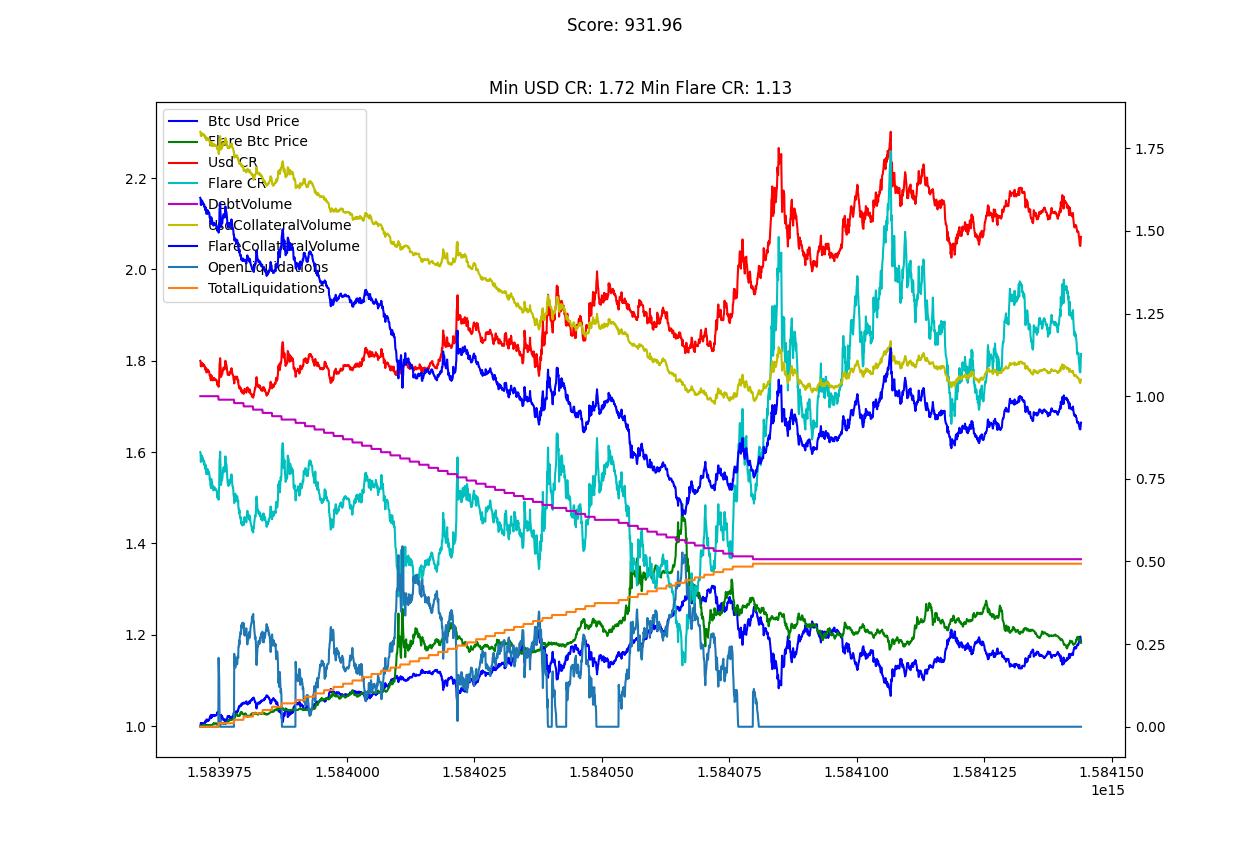 Score: 931.96
Min USD CR: 1.72 Min Flare CR: 1.13
Btc Usd Price
Flare Btc Price
Usd CR
Flare CR
DebtVolume
UsdCollateralVolume
FlareCollateralVolume
OpenLiquidations
TotalLiquidations
2.2
2.0
1.8
1.6
1.4
1.2
1.0
1.75
1.50
1.25
1.00
0.75
0.50
0.25
0.00
1.583975 1.584000 1.584025 1.584050 1.584075 1.584100 1.584125 1.584150
1e15